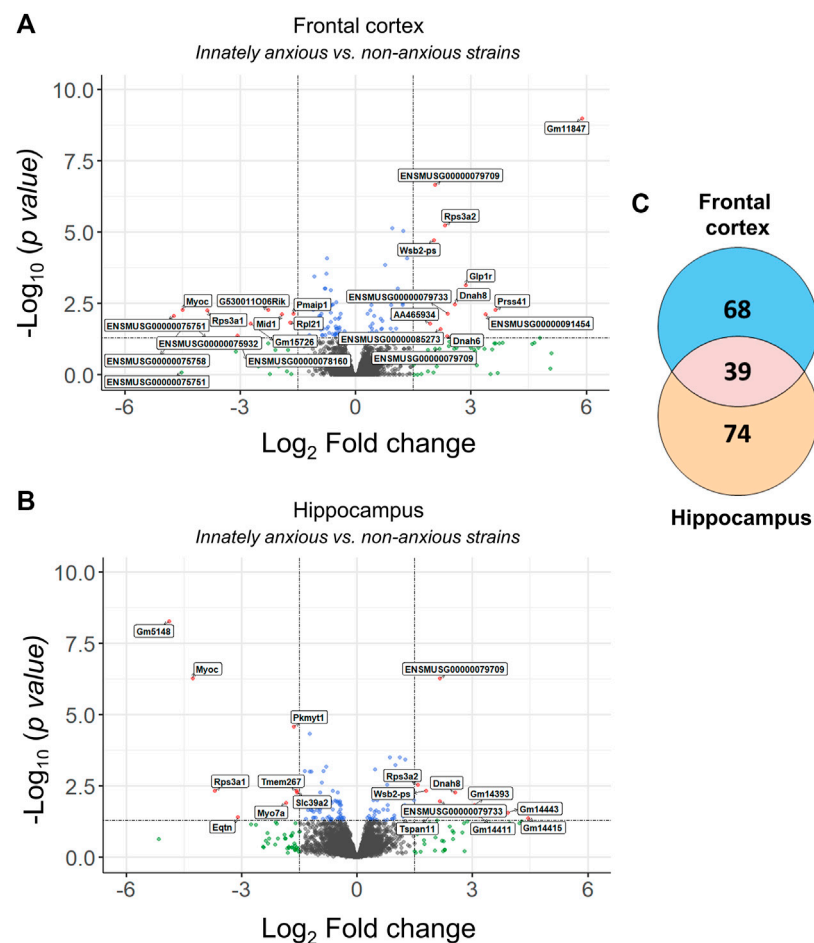 A
Frontal cortex
Innately anxious vs. non-anxious strains
10.0
7.5
5.0
2.5
0.0
-Log10 (p value)
Gm11847
ENSMUSG00000079709
Rps3a2
Wsb2-ps
Glp1r
ENSMUSG00000079733
Dnah8
Prss41
Myoc
G530011O06Rik
Pmaip1
AA465934
ENSMUSG00000075751
Rps3a1
Mid1
Rpl21
ENSMUSG00000091454
ENSMUSG00000075932
Gm15726
ENSMUSG00000085273
Dnah6
ENSMUSG00000075758
ENSMUSG00000078160
ENSMUSG00000079709
ENSMUSG00000075751
-6
-3
0
3
6
Log2 Fold change
C
Frontal
cortex
68
39
74
Hippocampus
B
Hippocampus
Innately anxious vs. non-anxious strains
10.0
7.5
5.0
2.5
0.0
-Log10 (p value)
Gm5148
Myoc
ENSMUSG00000079709
Pkmyt1
Rps3a1
Tmem267
Rps3a2
Dnah8
Wsb2-ps
Gm14393
Slc39a2
Myo7a
ENSMUSG00000079733
Gm14443
Eqtn
Tspan11
Gm14411
Gm14415
-6
-3
0
3
6
Log2 Fold change